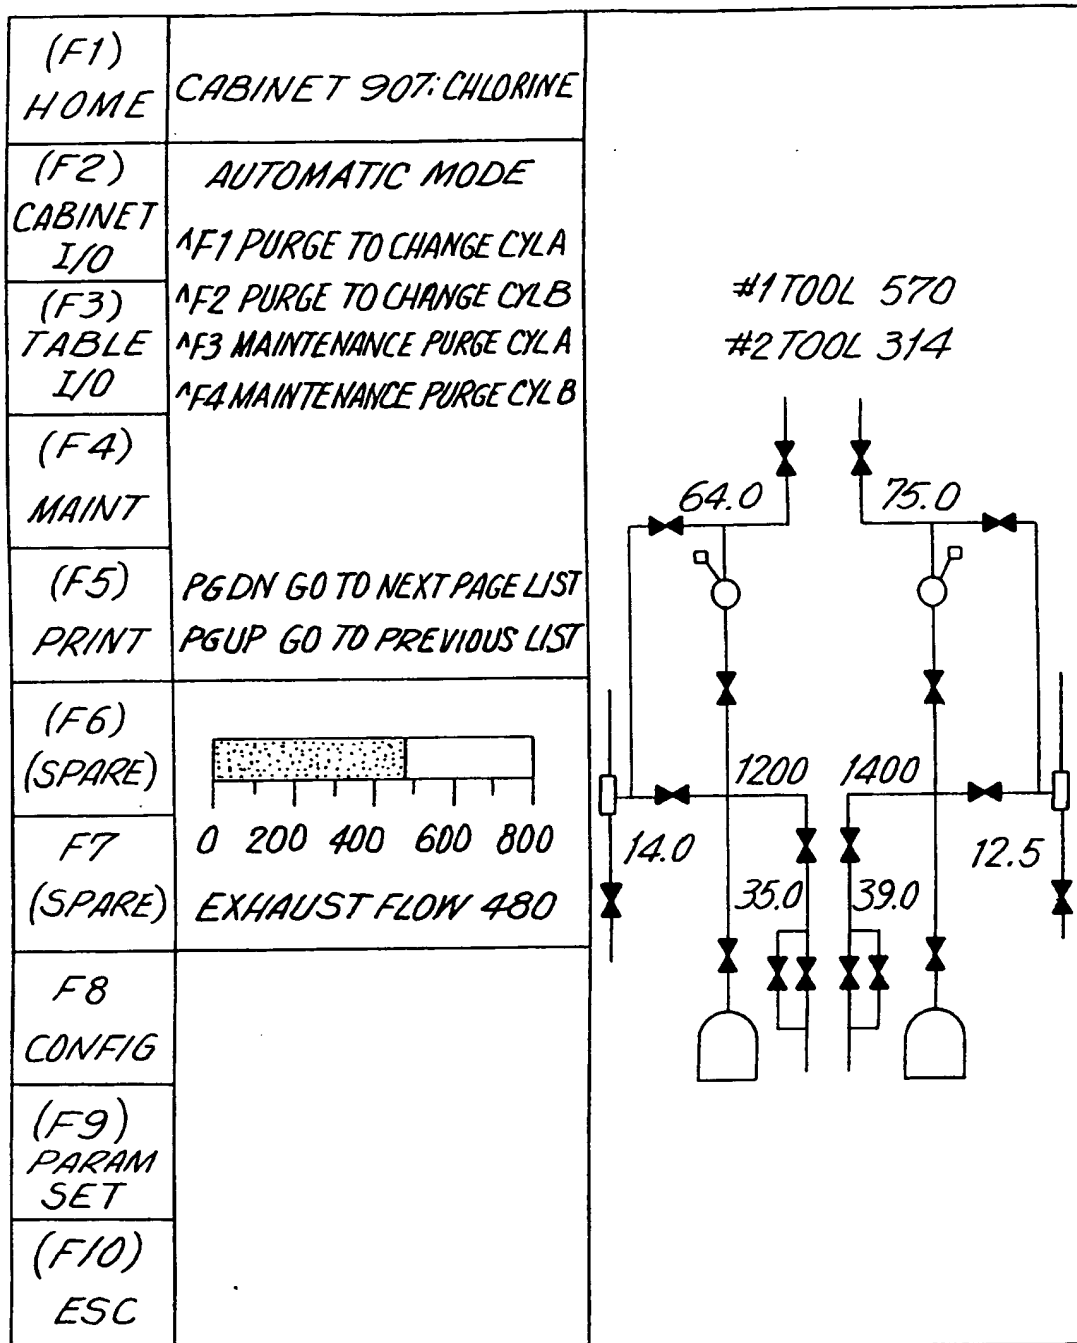 (F1)
HOME
CABINET 907: CHLORINE
(F2)
CABINET
I/O
AUTOMATIC MODE
^F1 PURGE TO CHANGE CYL A
^F2 PURGE TO CHANGE CYL B
^F3 MAINTENANCE PURGE CYL A
^F4 MAINTENANCE PURGE CYL B
(F3)
TABLE
I/O
(F4)
MAINT
(F5)
PRINT
PGDN GO TO NEXT PAGE LIST
PGUP GO TO PREVIOUS LIST
(F6)
(SPARE)
F7
(SPARE)
0 200 400 600 800
EXHAUST FLOW 480
F8
CONFIG
(F9)
PARAM
SET
(F10)
ESC
#1 TOOL 570
#2 TOOL 314
64.0 75.0
1200 1400
14.0 12.5
35.0 39.0